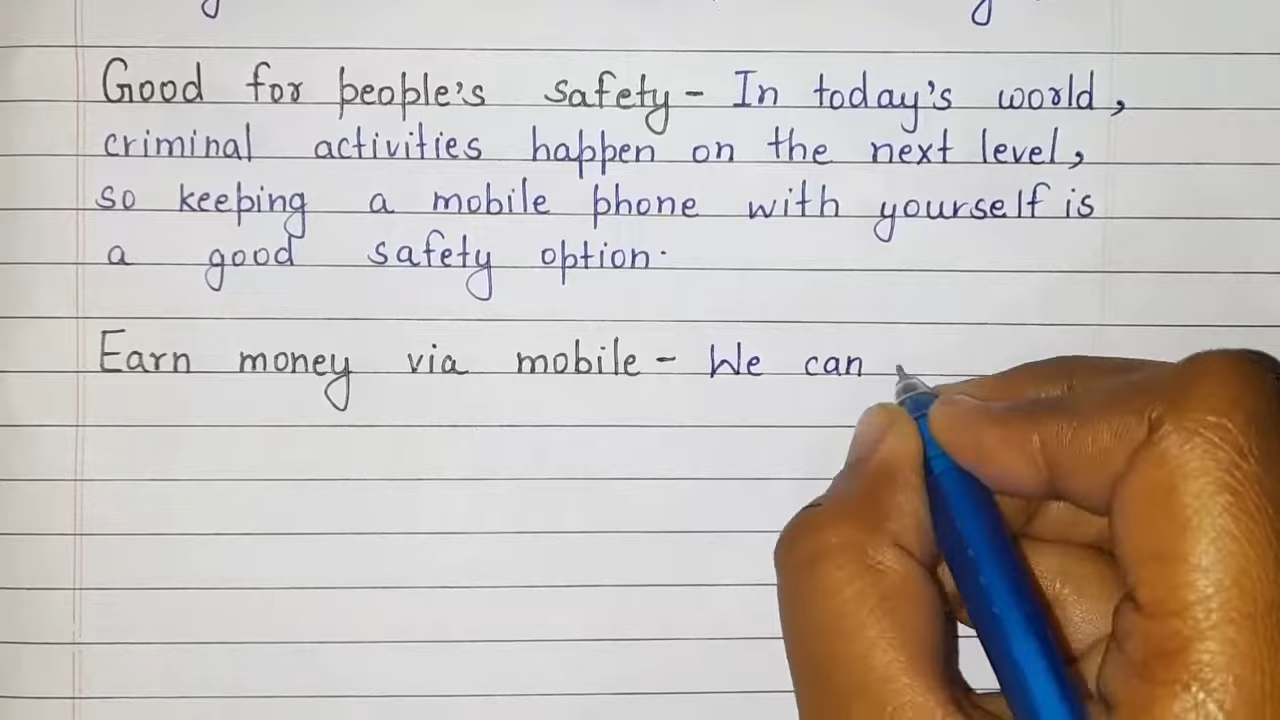 Good for people's safety - In today's world,
criminal activities happen on the next level,
so keeping a mobile phone with yourself is
a good safety option.
Earn money via mobile - We can